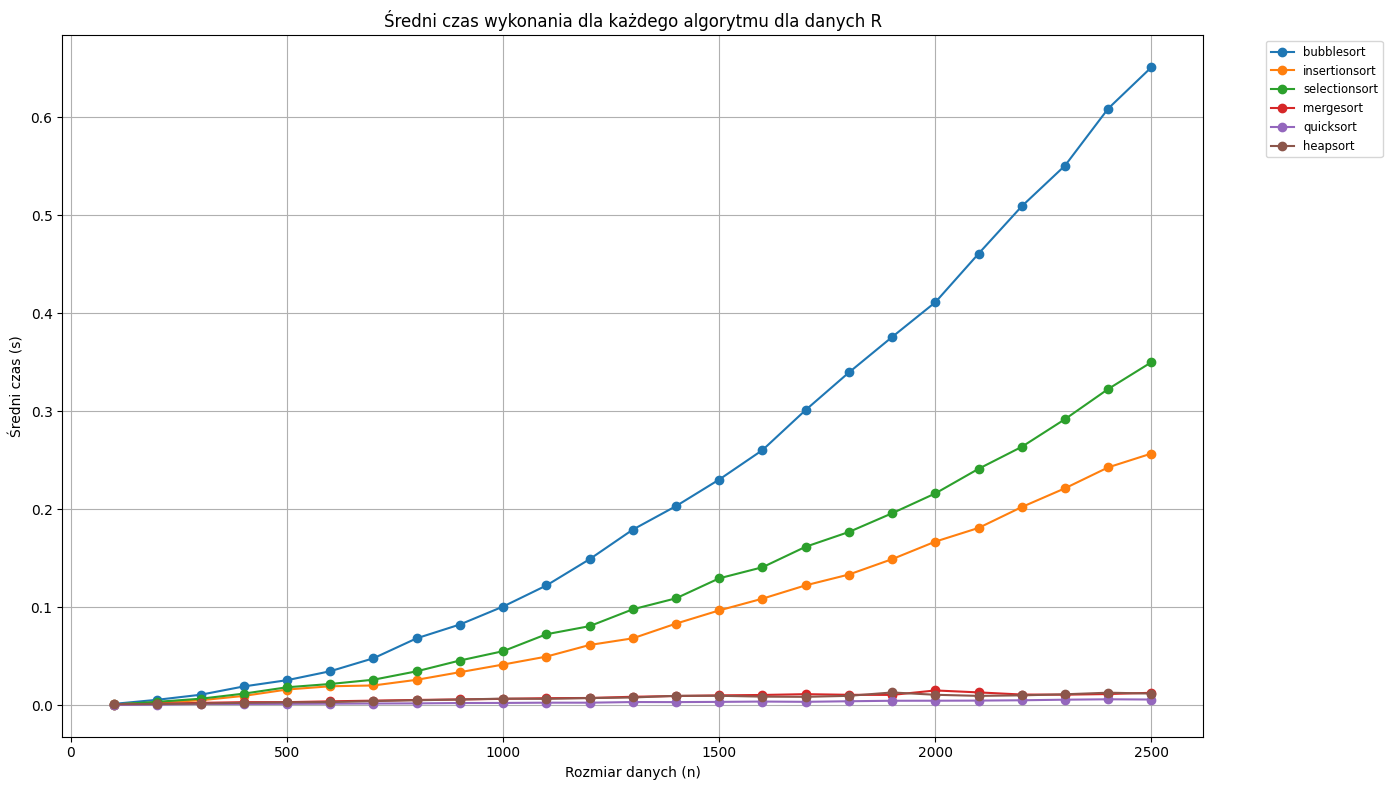 Średni czas wykonania dla każdego algorytmu dla danych R
bubblesort
insertionsort
selectionsort
mergesort
quicksort
heapsort
Średni czas (s)
0.6
0.5
0.4
0.3
0.2
0.1
0.0
0 500 1000 1500 2000 2500
Rozmiar danych (n)